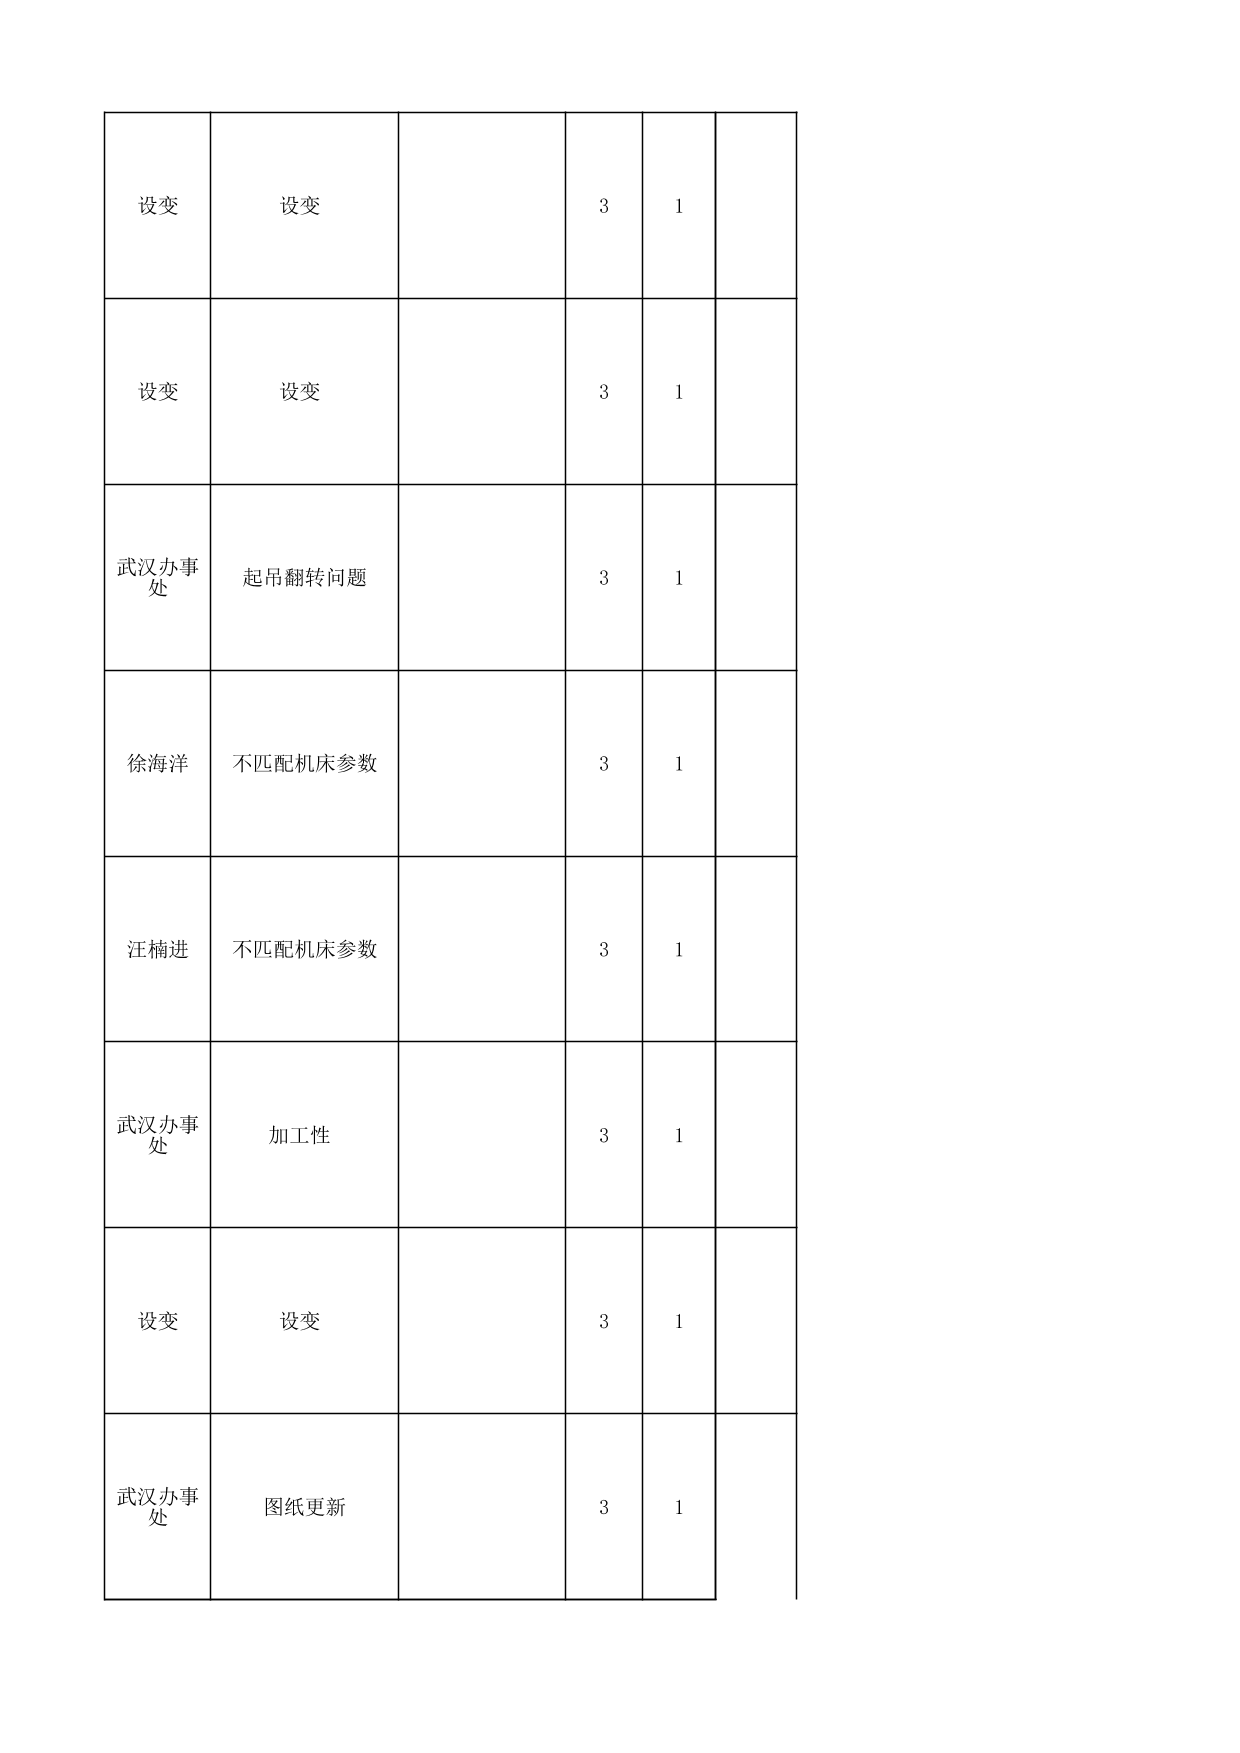 设变 设变 3 1
设变 设变 3 1
武汉办事
处 起吊翻转问题 3 1
徐海洋 不匹配机床参数 3 1
汪楠进 不匹配机床参数 3 1
武汉办事
处 加工性 3 1
设变 设变 3 1
武汉办事
处 图纸更新 3 1